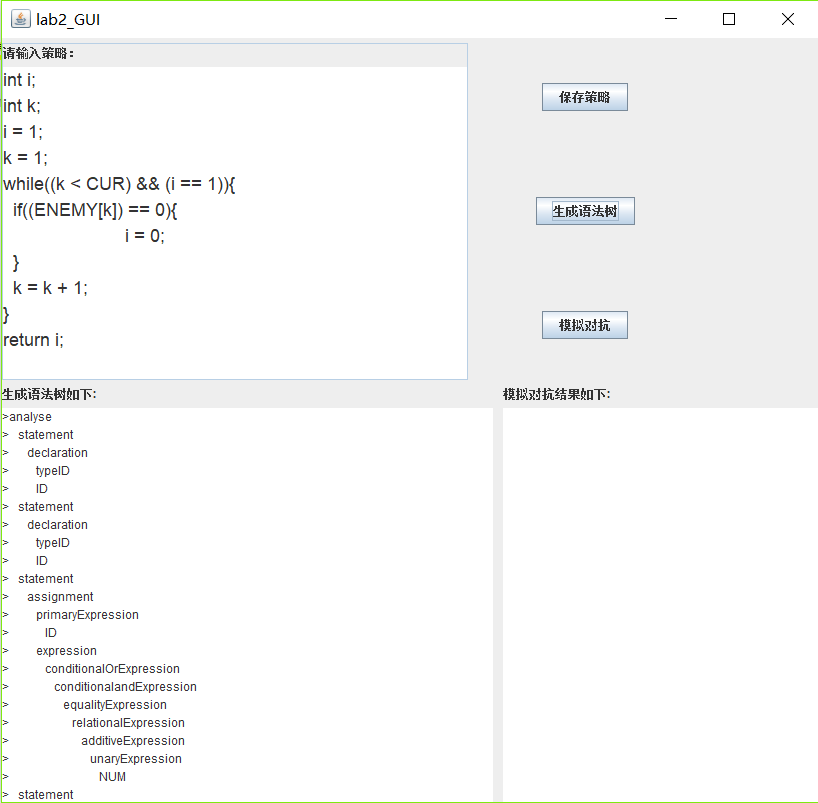 lab2_GUI
请输入策略：
int i;
int k;
i = 1;
k = 1;
while((k < CUR) && (i == 1)){
if((ENEMY[k]) == 0){
i = 0;
}
k = k + 1;
}
return i;
保存策略
生成语法树
模拟对抗
生成语法树如下：
>analyse
> statement
> declaration
> typeID
> ID
> statement
> declaration
> typeID
> ID
> statement
> assignment
> primaryExpression
> ID
> expression
> conditionalOrExpression
> conditionalandExpression
> equalityExpression
> relationalExpression
> additiveExpression
> unaryExpression
> NUM
> statement
模拟对抗结果如下：